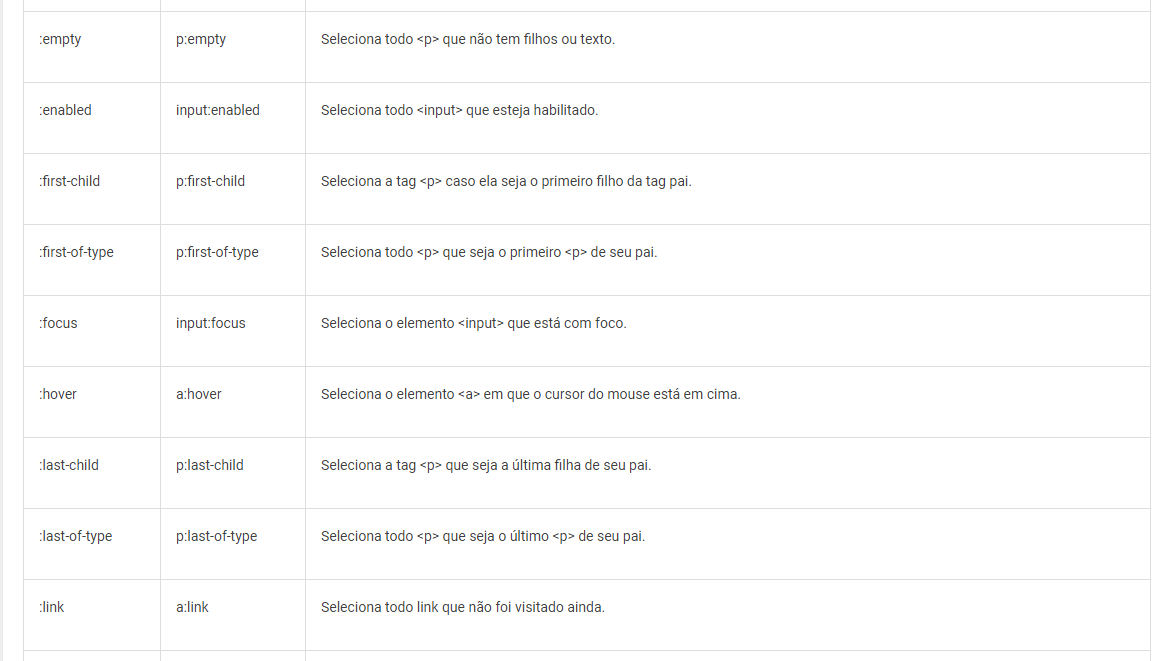 :empty p:empty Seleciona todo <p> que não tem filhos ou texto.
:enabled input:enabled Seleciona todo <input> que esteja habilitado.
:first-child p:first-child Seleciona a tag <p> caso ela seja o primeiro filho da tag pai.
:first-of-type p:first-of-type Seleciona todo <p> que seja o primeiro <p> de seu pai.
:focus input:focus Seleciona o elemento <input> que está com foco.
:hover a:hover Seleciona o elemento <a> em que o cursor do mouse está em cima.
:last-child p:last-child Seleciona a tag <p> que seja a última filha de seu pai.
:last-of-type p:last-of-type Seleciona todo <p> que seja o último <p> de seu pai.
:link a:link Seleciona todo link que não foi visitado ainda.